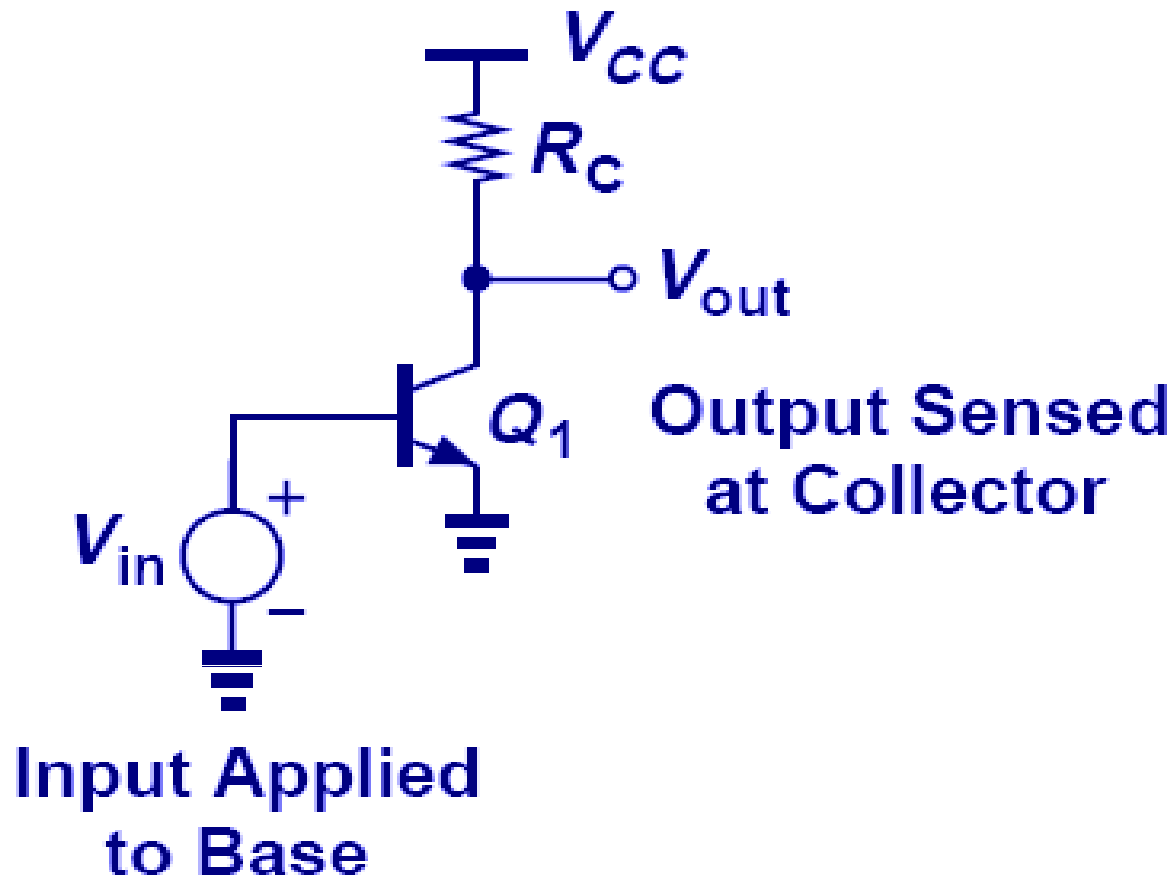 VCC
RC
Vout
Q1
Output Sensed
at Collector
+
Vin
−
Input Applied
to Base